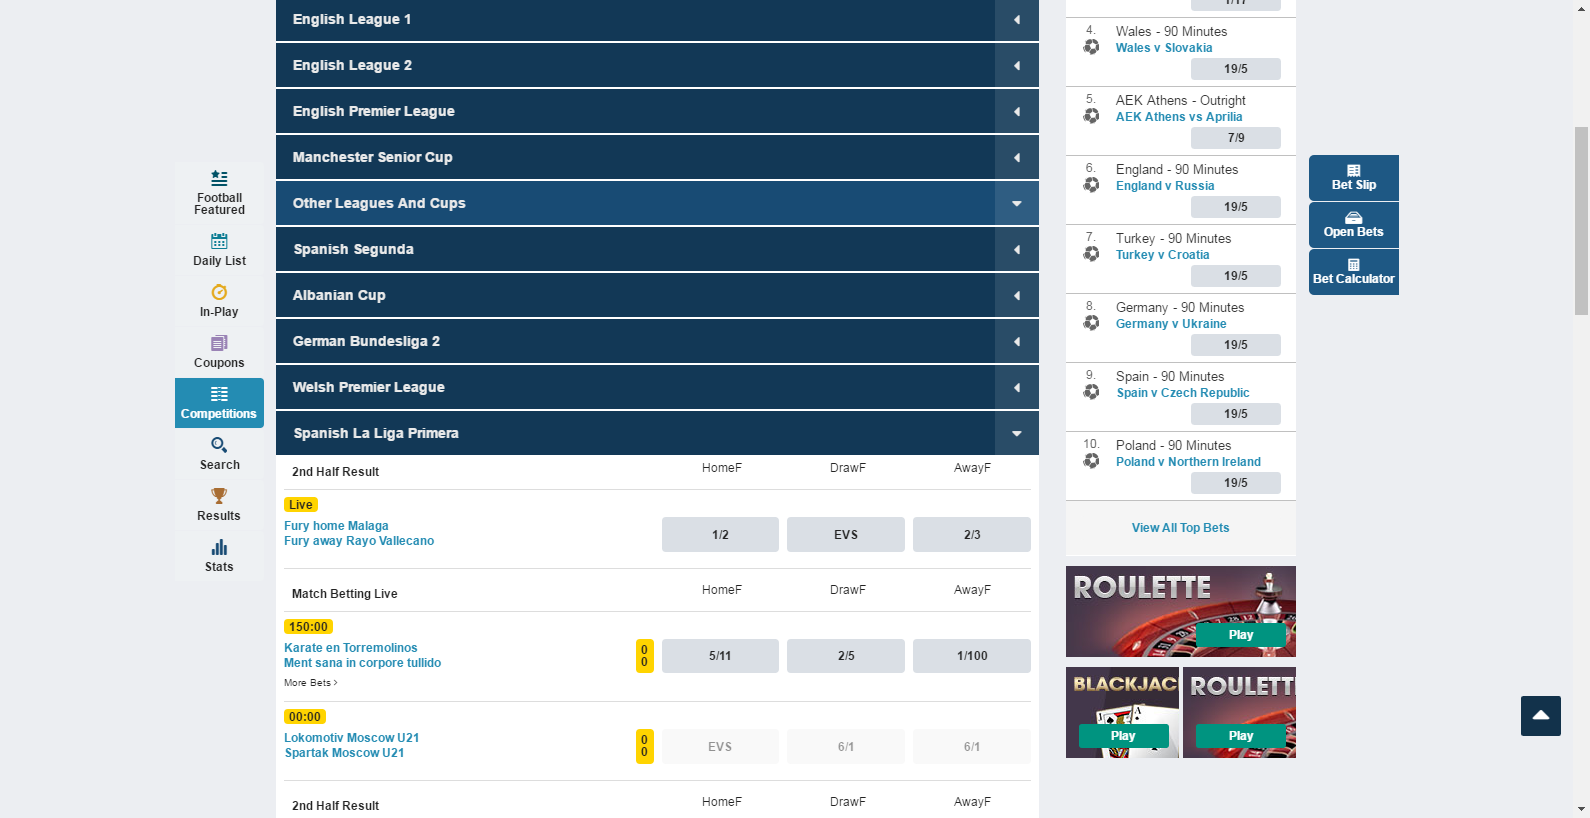 Football
Featured
Daily List
In-Play
Coupons
Competitions
Search
Results
Stats
English League 1
English League 2
English Premier League
Manchester Senior Cup
Other Leagues And Cups
Spanish Segunda
Albanian Cup
German Bundesliga 2
Welsh Premier League
Spanish La Liga Primera
2nd Half Result HomeF DrawF AwayF
Live
Fury home Malaga
Fury away Rayo Vallecano
1/2 EVS 2/3
Match Betting Live HomeF DrawF AwayF
150:00
Karate en Torremolinos
Ment sana in corpore tullido
0
0
5/11 2/5 1/100
More Bets >
00:00
Lokomotiv Moscow U21
Spartak Moscow U21
0
0
EVS 6/1 6/1
2nd Half Result HomeF DrawF AwayF
4. Wales - 90 Minutes
Wales v Slovakia
19/5
5. AEK Athens - Outright
AEK Athens vs Aprilia
7/9
6. England - 90 Minutes
England v Russia
19/5
7. Turkey - 90 Minutes
Turkey v Croatia
19/5
8. Germany - 90 Minutes
Germany v Ukraine
19/5
9. Spain - 90 Minutes
Spain v Czech Republic
19/5
10. Poland - 90 Minutes
Poland v Northern Ireland
19/5
View All Top Bets
ROULETTE
Play
BLACKJAC
Play
ROULETT
Play
Bet Slip
Open Bets
Bet Calculator